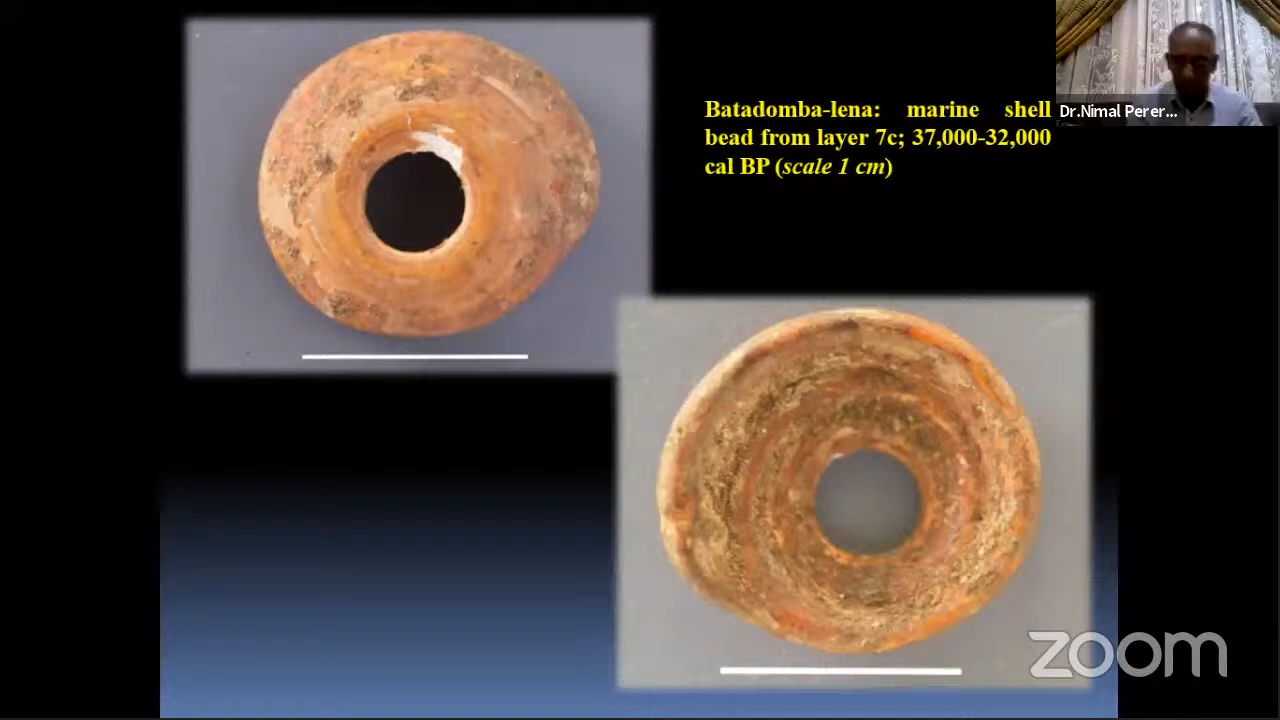 Batadomba-lena: marine shell
bead from layer 7c; 37,000-32,000
cal BP (scale 1 cm)
Dr.Nimal Perer...
zoom